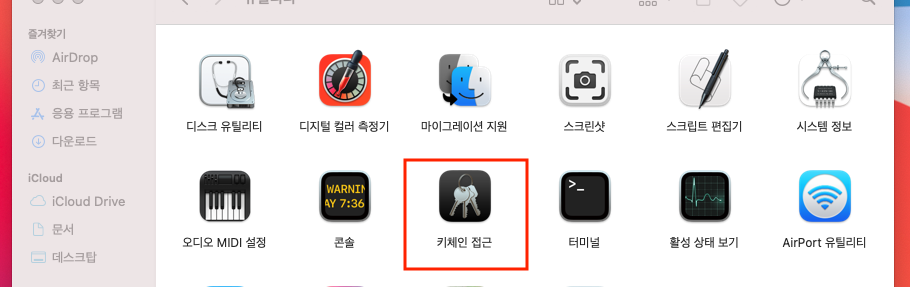 유틸리티
즐겨찾기
AirDrop
최근 항목
응용 프로그램
다운로드
iCloud
iCloud Drive
문서
데스크탑
디스크 유틸리티
디지털 컬러 측정기
마이그레이션 지원
스크린샷
스크립트 편집기
시스템 정보
WARNIN
AY 7:36
>_
오디오 MIDI 설정
콘솔
키체인 접근
터미널
활성 상태 보기
AirPort 유틸리티